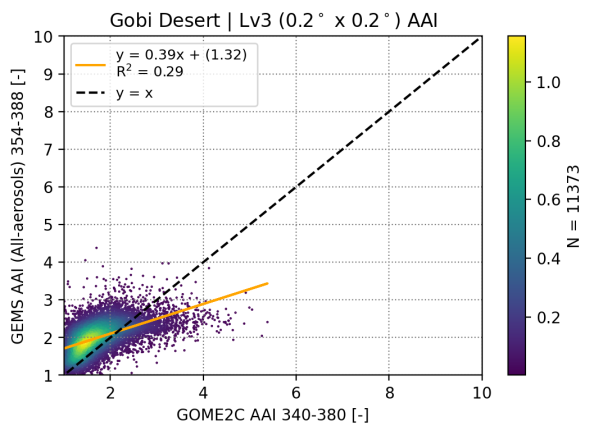 Gobi Desert | Lv3 (0.2° x 0.2°) AAI
y = 0.39x + (1.32)
R² = 0.29
y = x
10
9
8
7
6
5
4
3
2
1
GEMS AAI (All-aerosols) 354-388 [-]
2
4
6
8
10
GOME2C AAI 340-380 [-]
1.0
0.8
0.6
0.4
0.2
N = 11373